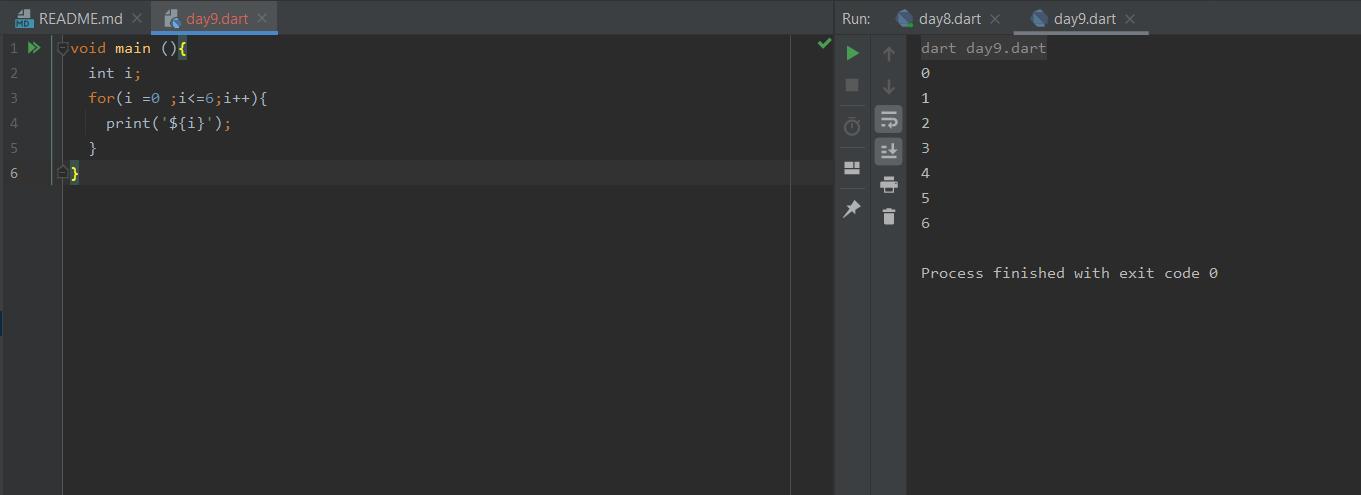 README.md
day9.dart
Run:
day8.dart
day9.dart
1 void main (){
2 int i;
3 for(i =0 ;i<=6;i++){
4 print('${i}');
5 }
6 }
dart day9.dart
0
1
2
3
4
5
6
Process finished with exit code 0